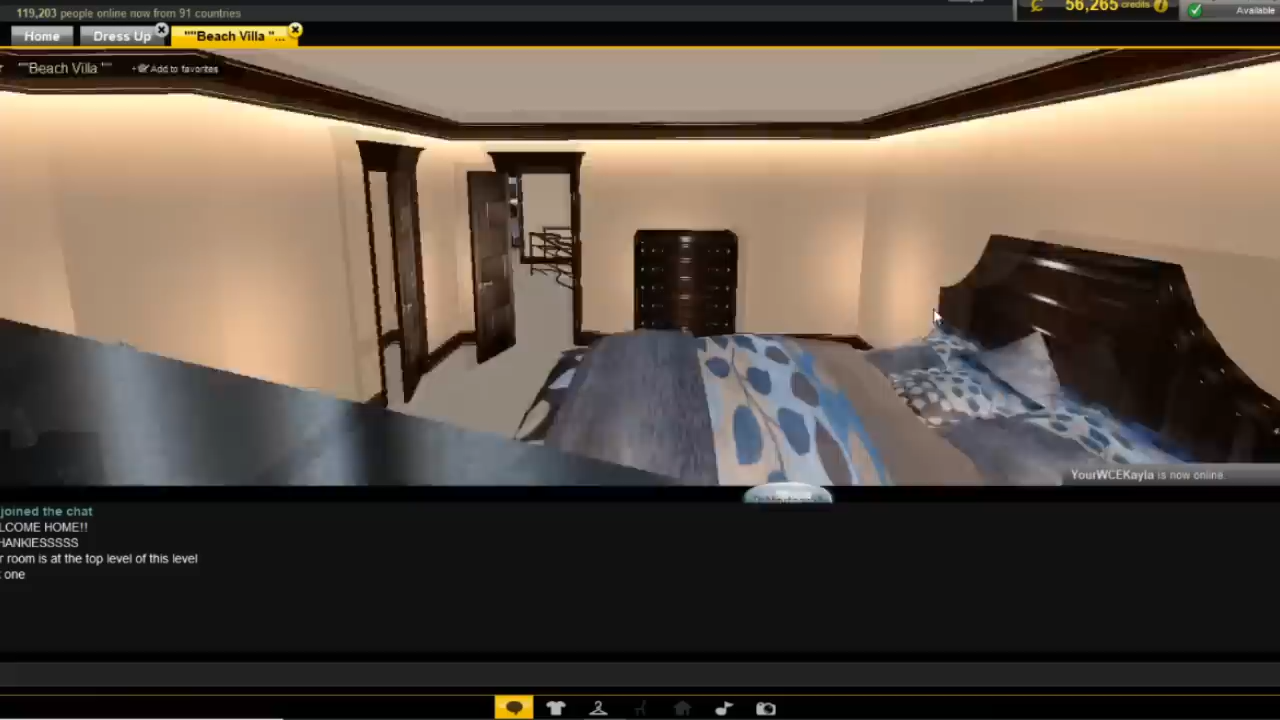 119,203 people online now from 91 countries
56,265 credits
Available
Home
Dress Up
""Beach Villa "...
""Beach Villa ""
+ Add to favorites
YourWCEKayla is now online.
joined the chat
LCOME HOME!!
HANKIESSSSS
r room is at the top level of this level
one